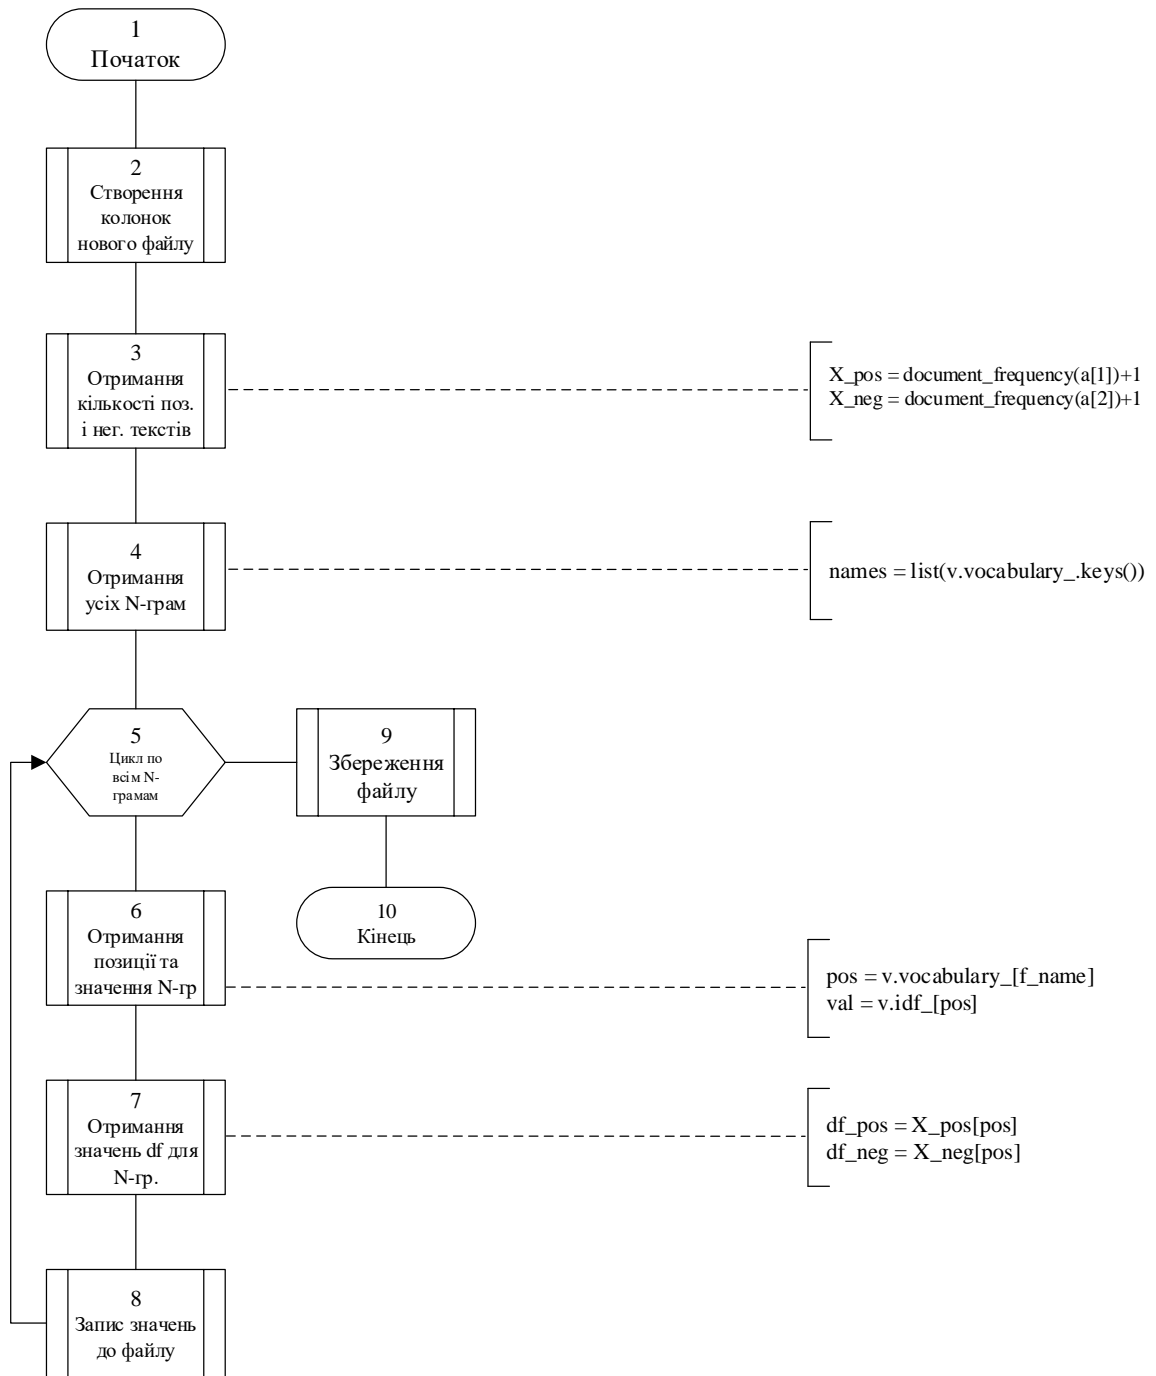 1
Початок
2
Створення
колонок
нового файлу
3
Отримання
кількості поз.
і нег. текстів
X_pos = document_frequency(a[1])+1
X_neg = document_frequency(a[2])+1
4
Отримання
усіх N-грам
names = list(v.vocabulary_.keys())
5
Цикл по
всім N-
грамам
9
Збереження
файлу
6
Отримання
позиції та
значення N-гр
10
Кінець
pos = v.vocabulary_[f_name]
val = v.idf_[pos]
7
Отримання
значень df для
N-гр.
df_pos = X_pos[pos]
df_neg = X_neg[pos]
8
Запис значень
до файлу